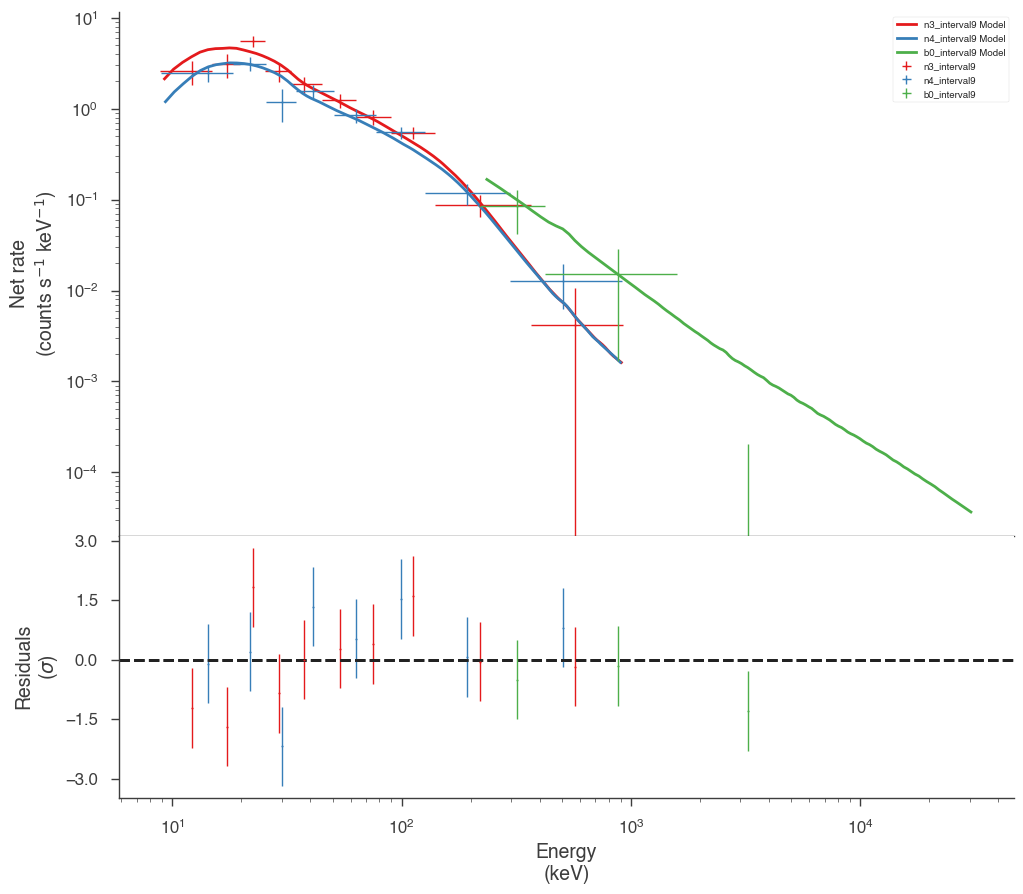 n3_interval9 Model
n4_interval9 Model
b0_interval9 Model
n3_interval9
n4_interval9
b0_interval9
10¹
10⁰
10⁻¹
10⁻²
10⁻³
10⁻⁴
Net rate
(counts s⁻¹ keV⁻¹)
3.0
1.5
0.0
−1.5
−3.0
Residuals
(σ)
10¹ 10² 10³ 10⁴
Energy
(keV)